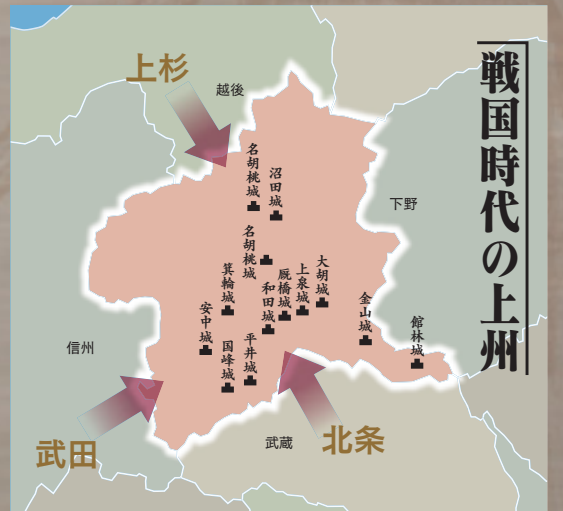 戦国時代の上州
上杉
越後
名胡桃城
沼田城
下野
名胡桃城
大胡城
上泉城
厩橋城
箕輪城
和田城
金山城
安中城
館林城
平井城
国峰城
信州
武田
武蔵
北条